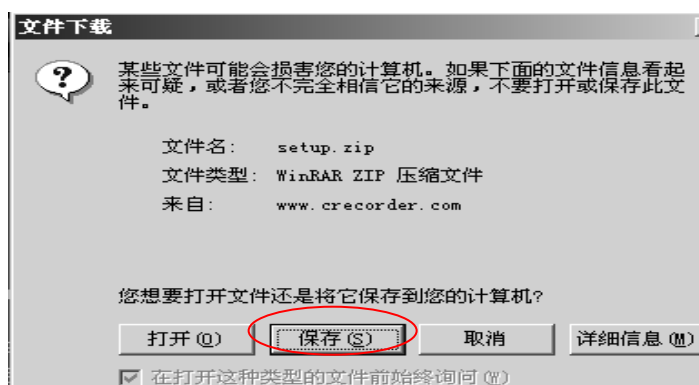 文件下载
某些文件可能会损害您的计算机。如果下面的文件信息看起
来可疑，或者您不完全相信它的来源，不要打开或保存此文
件。
文件名: setup.zip
文件类型: WinRAR ZIP 压缩文件
来自: www.crecorder.com
您想要打开文件还是将它保存到您的计算机?
打开(O) 保存(S) 取消 详细信息(M)
在打开这种类型的文件前始终询问(W)